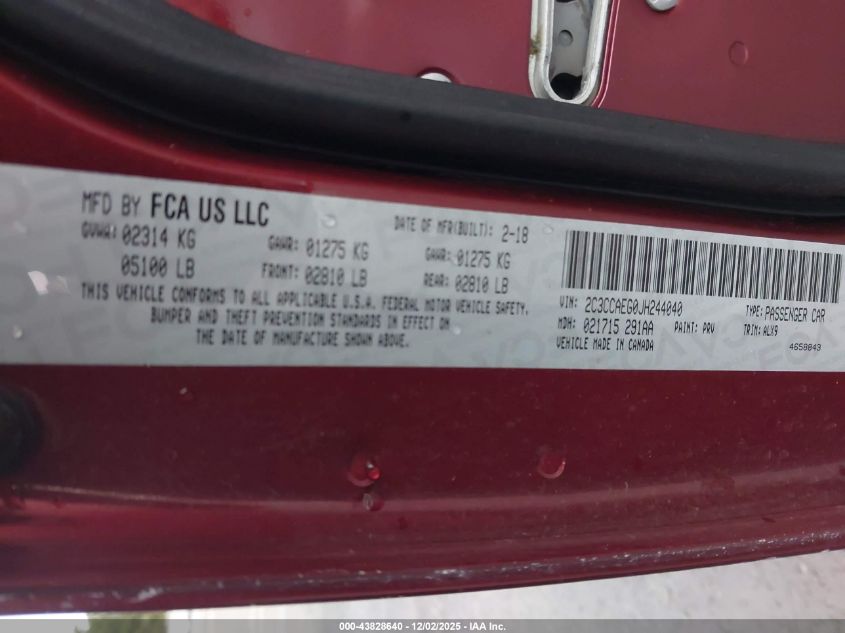 MFD BY FCA US LLC
DATE OF MFR(BUILT): 2-18
GVWR: 02314 KG
GAWR: 01275 KG
GAWR: 01275 KG
05100 LB
FRONT: 02810 LB
REAR: 02810 LB
THIS VEHICLE CONFORMS TO ALL APPLICABLE U.S.A. FEDERAL MOTOR VEHICLE SAFETY,
BUMPER AND THEFT PREVENTION STANDARDS IN EFFECT ON
THE DATE OF MANUFACTURE SHOWN ABOVE.
VIN: 2C3CCAEG0JH244040
TYPE: PASSENGER CAR
MDH: 021715 291AA
PAINT: PRV
TRIM: ALX9
VEHICLE MADE IN CANADA
4658843
000-43828640 - 12/02/2025 - IAA Inc.